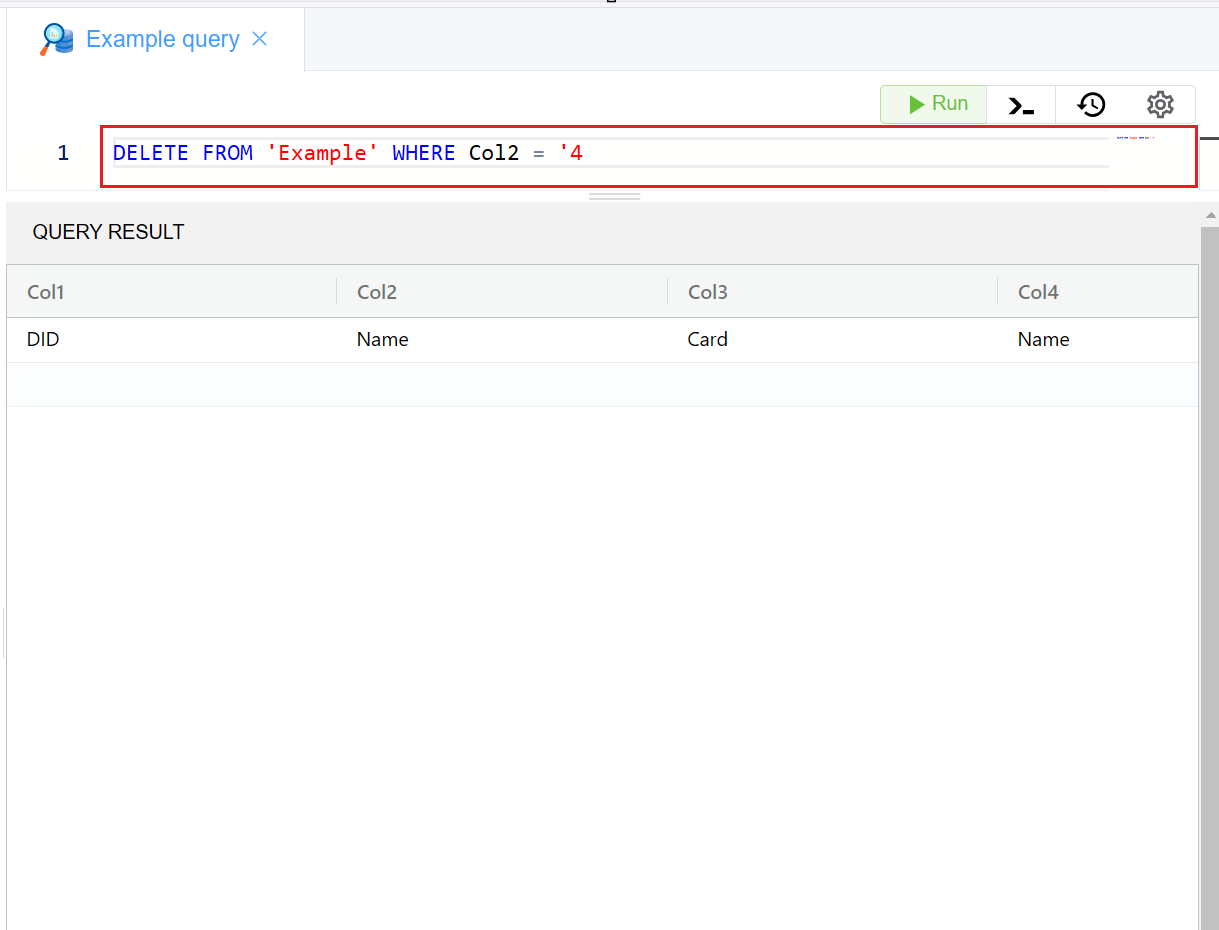 Example query
Run
1 DELETE FROM 'Example' WHERE Col2 = '4
QUERY RESULT
Col1 Col2 Col3 Col4
DID Name Card Name